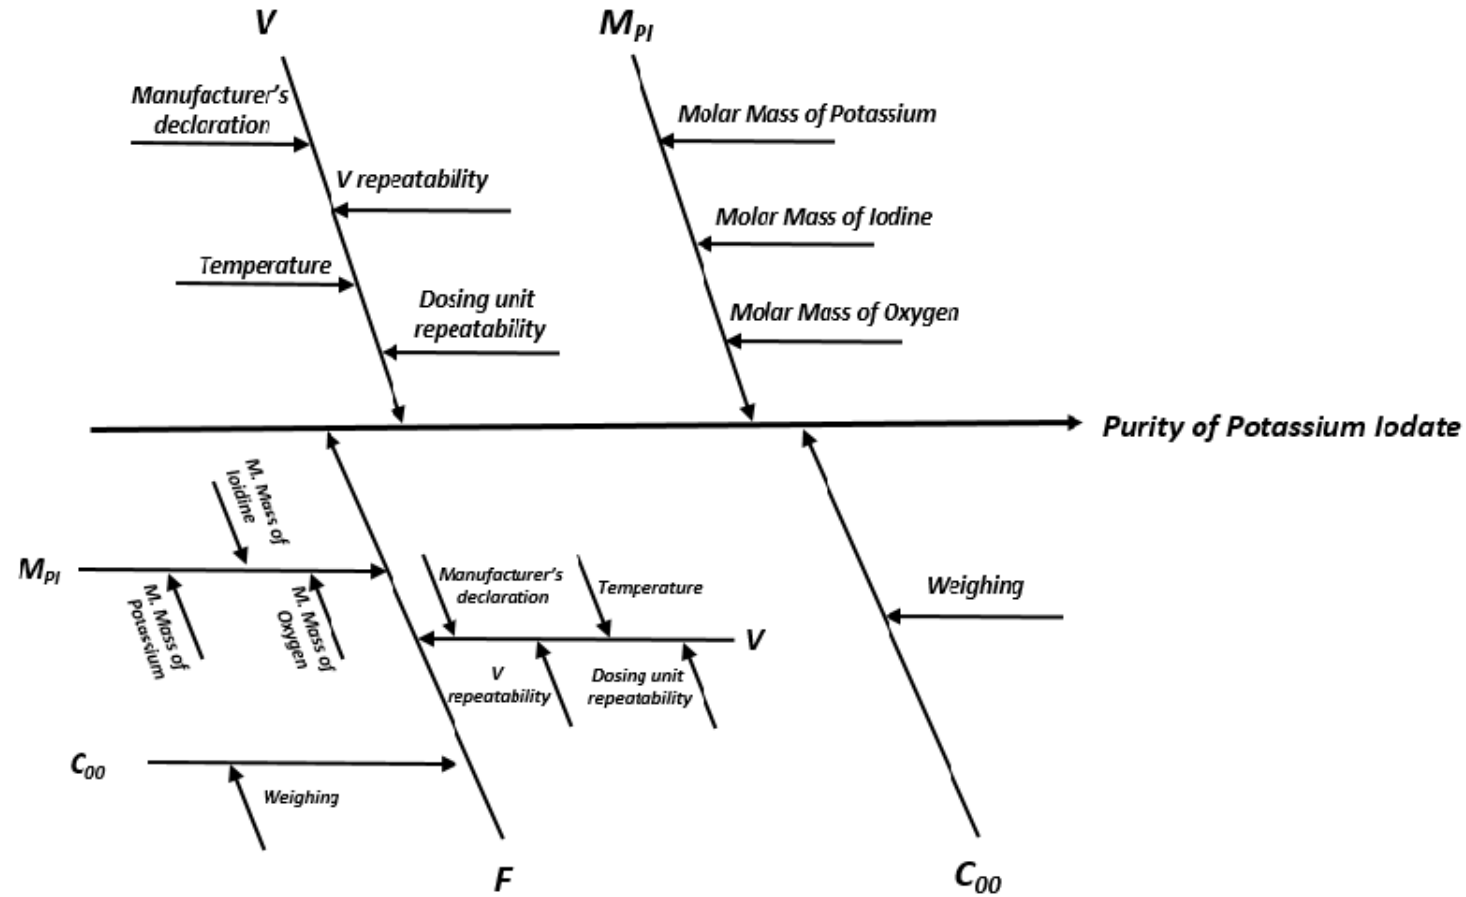 V
M_PI
Manufacturer's
declaration
Molar Mass of Potassium
V repeatability
Molar Mass of Iodine
Temperature
Dosing unit
repeatability
Molar Mass of Oxygen
Purity of Potassium Iodate
M. Mass of
Ioidine
M_PI
M. Mass of
Potassium
M. Mass of
Oxygen
Manufacturer's
declaration
Temperature
Weighing
V
V
repeatability
Dosing unit
repeatability
C_00
Weighing
F
C_00